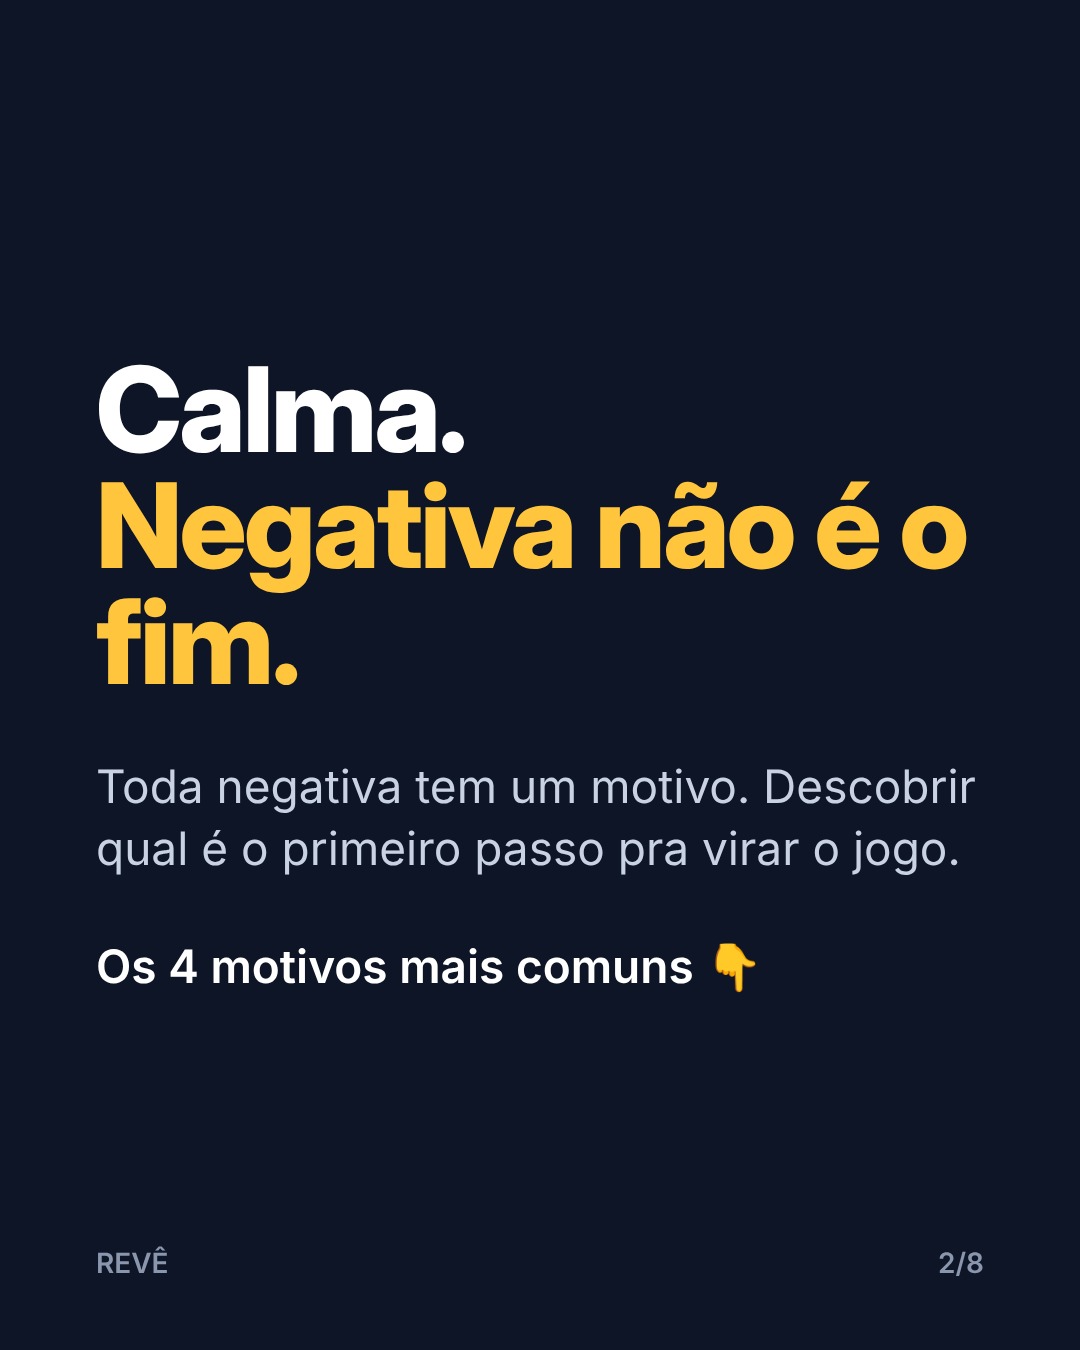 Calma.
Negativa não é o
fim.
Toda negativa tem um motivo. Descobrir
qual é o primeiro passo pra virar o jogo.
Os 4 motivos mais comuns 👇
REVÊ
2/8